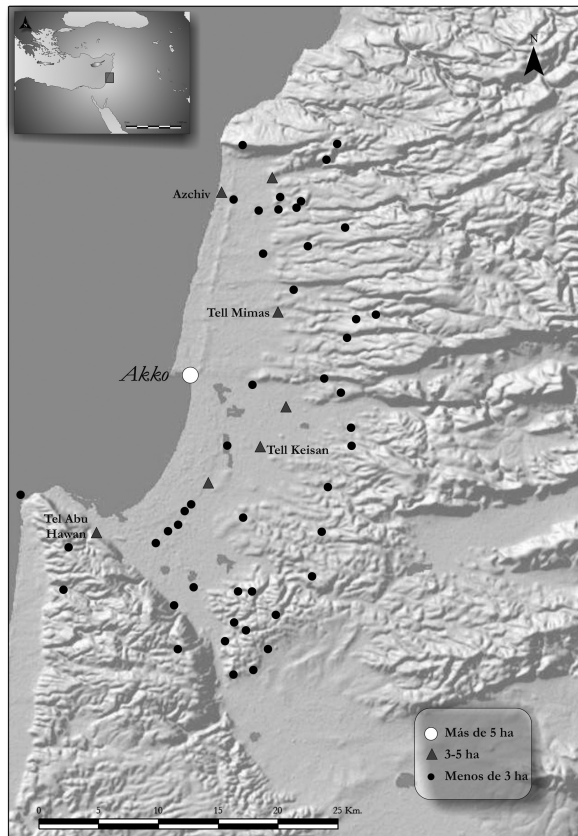 N
Azchiv
Tell Mimas
Akko
Tell Keisan
Tel Abu
Hawan
Más de 5 ha
3-5 ha
Menos de 3 ha
0 5 10 15 20 25 Km.